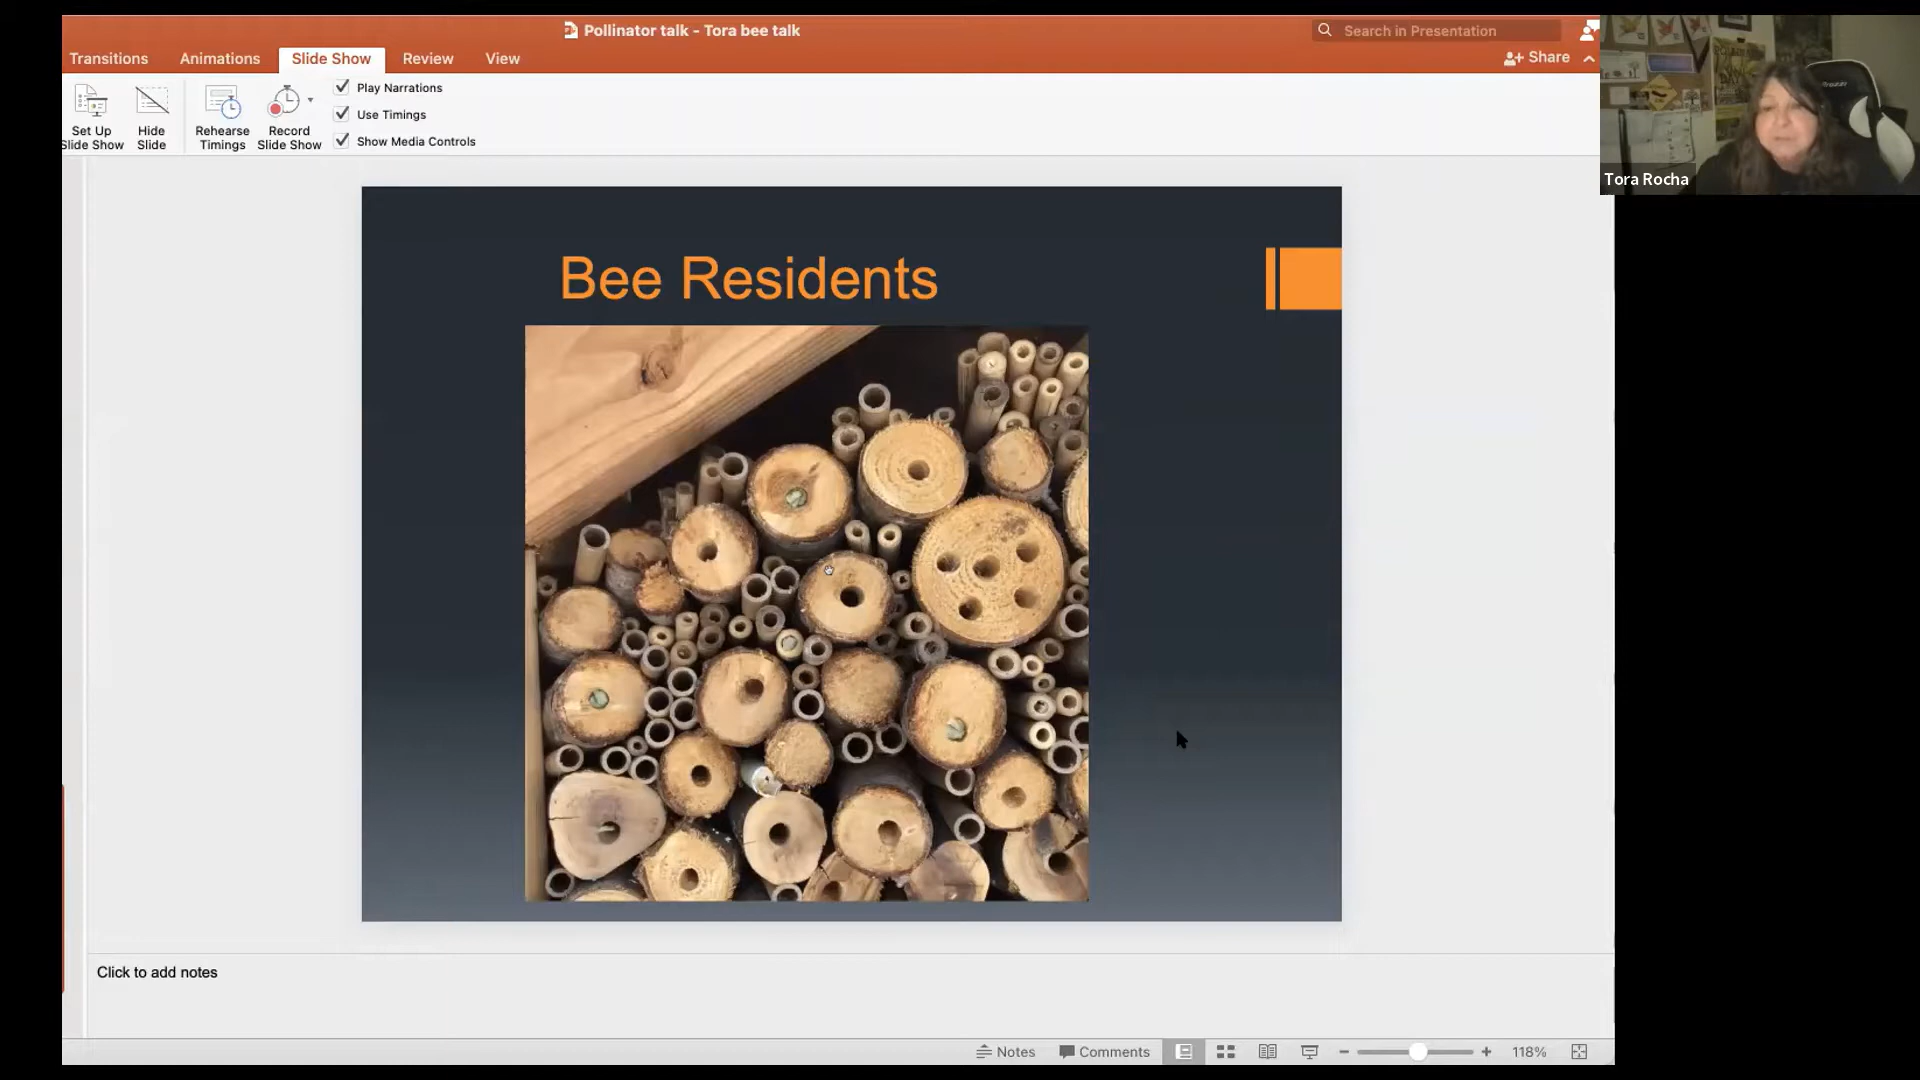 Pollinator talk - Tora bee talk
Search in Presentation
Transitions
Animations
Slide Show
Review
View
Share
Set Up
Slide Show
Hide
Slide
Rehearse
Timings
Record
Slide Show
Play Narrations
Use Timings
Show Media Controls
Tora Rocha
Bee Residents
Click to add notes
Notes
Comments
118%